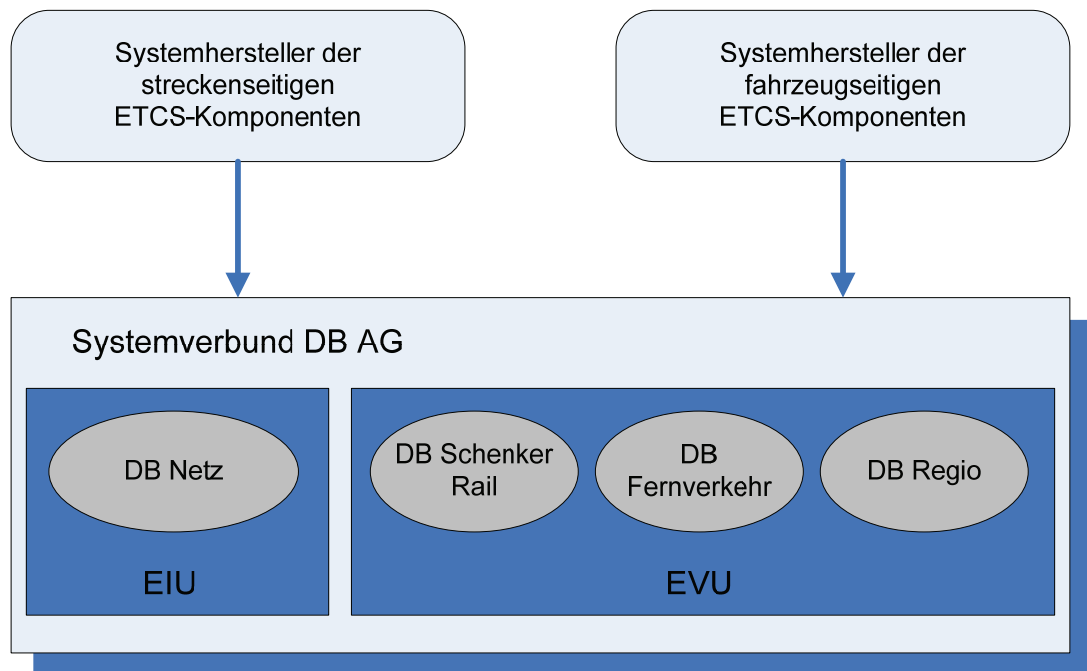 Systemhersteller der
streckenseitigen
ETCS-Komponenten
Systemhersteller der
fahrzeugseitigen
ETCS-Komponenten
Systemverbund DB AG
DB Netz
EIU
DB Schenker
Rail
DB
Fernverkehr
DB Regio
EVU